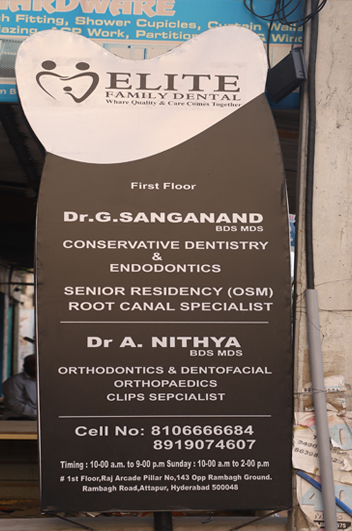 HARDWARE
h Fitting, Shower Cupicles, Curtain Walls
azing, ACP Work, Partition
ELITE
FAMILY DENTAL
Where Quality & Care Comes Together
First Floor
Dr.G.SANGANAND
BDS MDS
CONSERVATIVE DENTISTRY
&
ENDODONTICS
SENIOR RESIDENCY (OSM)
ROOT CANAL SPECIALIST
Dr A. NITHYA
BDS MDS
ORTHODONTICS & DENTOFACIAL
ORTHOPAEDICS
CLIPS SEPCIALIST
Cell No: 8106666684
8919074607
Timing : 10-00 a.m. to 9-00 p.m Sunday : 10-00 a.m to 2-00 p.m
# 1st Floor,Raj Arcade Pillar No,143 Opp Rambagh Ground.
Rambagh Road,Attapur, Hyderabad 500048